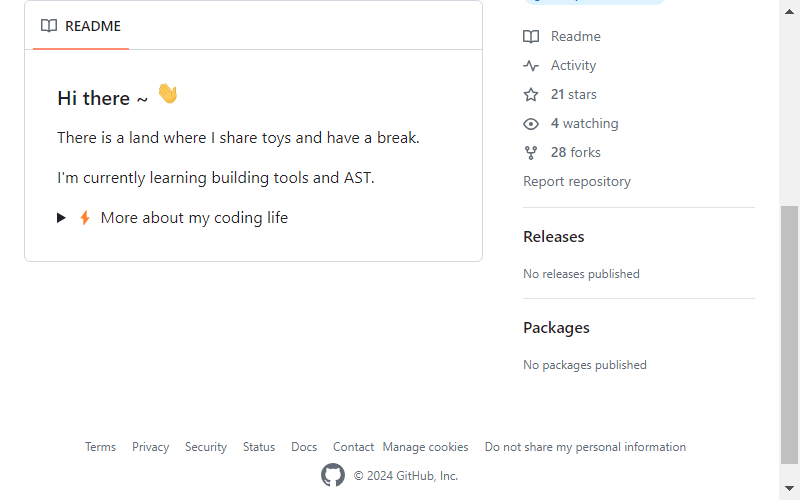 README
Hi there ~ 👋
There is a land where I share toys and have a break.
I'm currently learning building tools and AST.
⚡ More about my coding life
Readme
Activity
21 stars
4 watching
28 forks
Report repository
Releases
No releases published
Packages
No packages published
Terms Privacy Security Status Docs Contact Manage cookies Do not share my personal information
© 2024 GitHub, Inc.